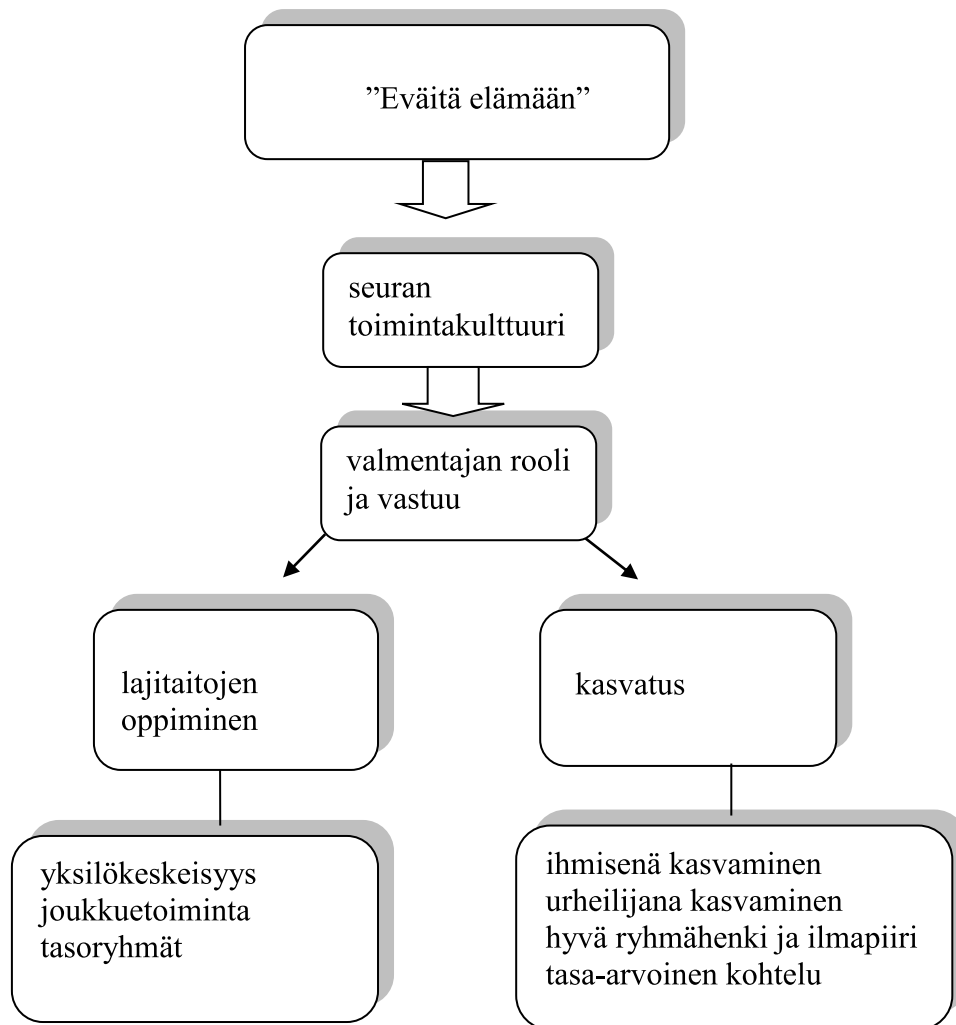 ”Eväitä elämään”
seuran
toimintakulttuuri
valmentajan rooli
ja vastuu
lajitaitojen
oppiminen
kasvatus
yksilökeskeisyys
joukkuetoiminta
tasoryhmät
ihmisenä kasvaminen
urheilijana kasvaminen
hyvä ryhmähenki ja ilmapiiri
tasa-arvoinen kohtelu